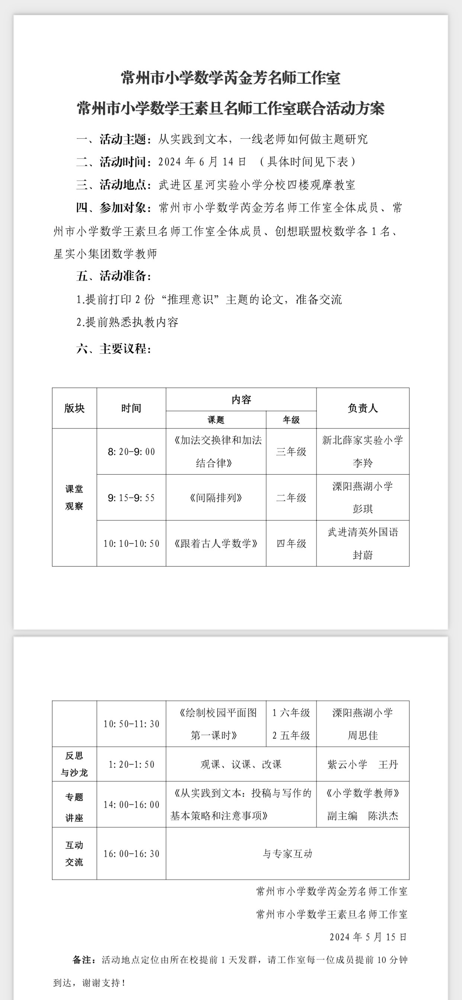 常州市小学数学芮金芳名师工作室
常州市小学数学王素旦名师工作室联合活动方案
一、活动主题：从实践到文本，一线老师如何做主题研究
二、活动时间：2024 年 6 月 14 日 （具体时间见下表）
三、活动地点：武进区星河实验小学分校四楼观摩教室
四、参加对象：常州市小学数学芮金芳名师工作室全体成员、常
州市小学数学王素旦名师工作室全体成员、创想联盟校数学各 1 名、
星实小集团数学教师
五、活动准备：
1.提前打印 2 份“推理意识”主题的论文，准备交流
2.提前熟悉执教内容
六、主要议程：
版块 时间 内容 负责人
课题 年级
课堂
观察
8：20-9：00
《加法交换律和加法
结合律》
三年级
新北薛家实验小学
李羚
9：15-9：55
《间隔排列》
二年级
溧阳燕湖小学
彭琪
10：10-10：50
《跟着古人学数学》
四年级
武进清英外国语
封蔚
10：50-11：30
《绘制校园平面图
第一课时》
1 六年级
2 五年级
溧阳燕湖小学
周思佳
反思
与沙龙
1：20-1：50
观课、议课、改课
紫云小学 王丹
专题
讲座
14：00-16：00
《从实践到文本：投稿与写作的
基本策略和注意事项》
《小学数学教师》
副主编 陈洪杰
互动
交流
16：00-16：30
与专家互动
常州市小学数学芮金芳名师工作室
常州市小学数学王素旦名师工作室
2024 年 5 月 15 日
备注：活动地点定位由所在校提前 1 天发群，请工作室每一位成员提前 10 分钟
到达，谢谢支持！